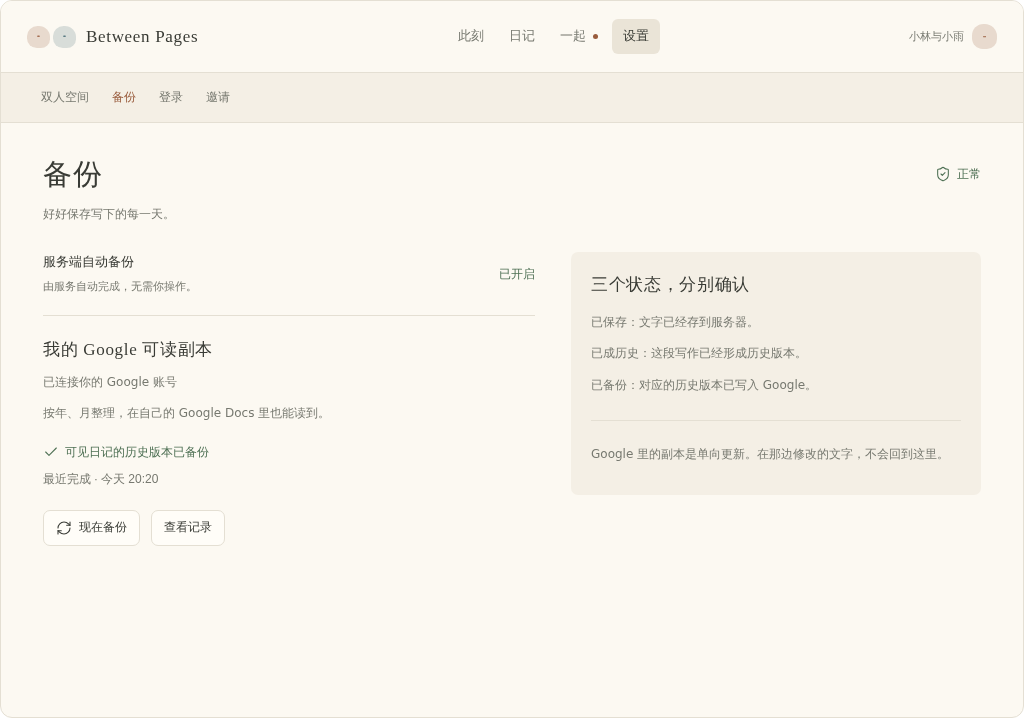 Between Pages
此刻
日记
一起
设置
小林与小雨
双人空间
备份
登录
邀请
备份
正常
好好保存写下的每一天。
服务端自动备份
由服务自动完成，无需你操作。
已开启
我的 Google 可读副本
已连接你的 Google 账号
按年、月整理，在自己的 Google Docs 里也能读到。
可见日记的历史版本已备份
最近完成 · 今天 20:20
现在备份
查看记录
三个状态，分别确认
已保存：文字已经存到服务器。
已成历史：这段写作已经形成历史版本。
已备份：对应的历史版本已写入 Google。
Google 里的副本是单向更新。在那边修改的文字，不会回到这里。